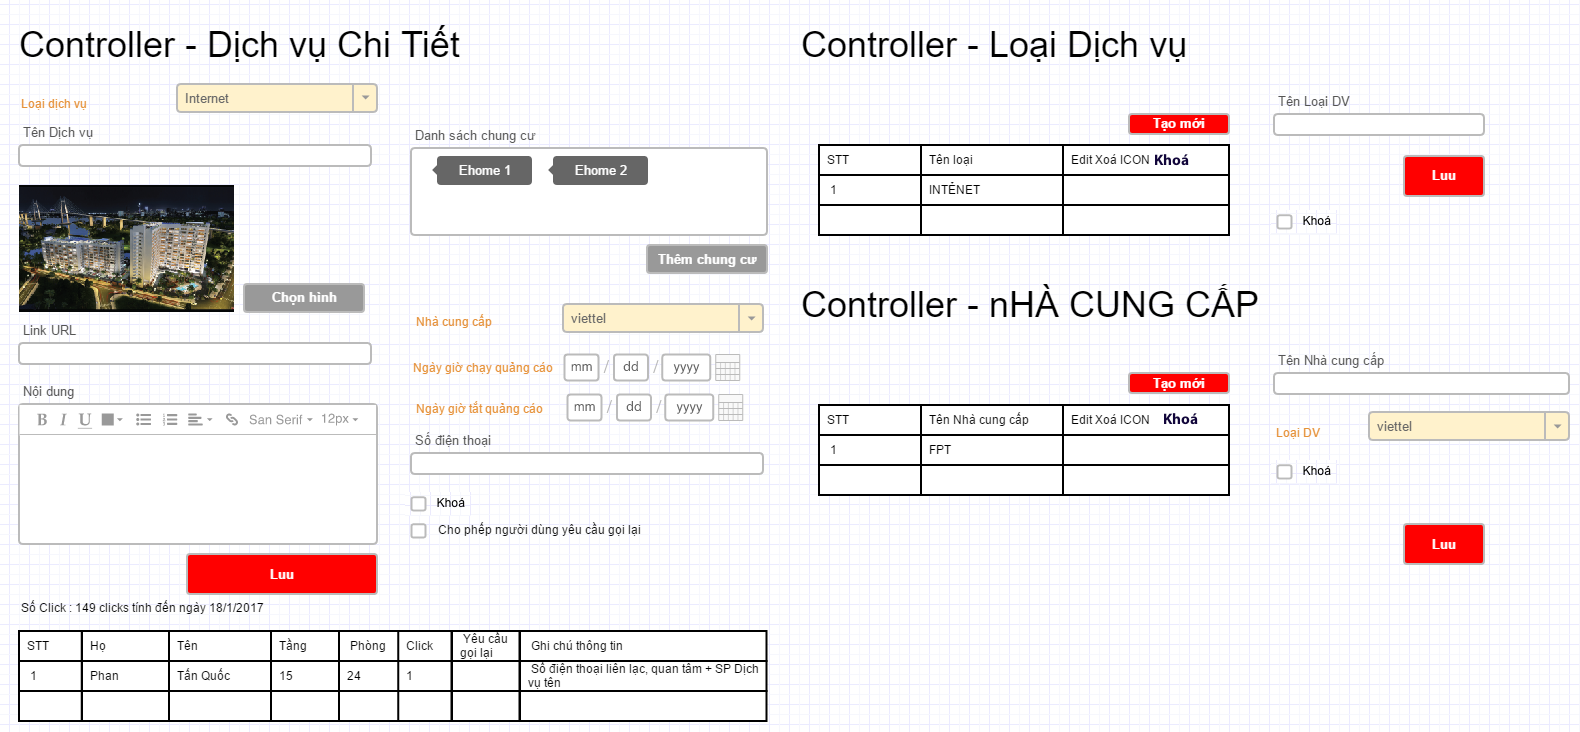 Controller - Dịch vụ Chi Tiết
Loại dịch vụ
Internet
Tên Dịch vụ
Chọn hình
Link URL
Nội dung
B I U San Serif 12px
Luu
Danh sách chung cư
Ehome 1
Ehome 2
Thêm chung cư
Nhà cung cấp
viettel
Ngày giờ chạy quảng cáo
mm / dd / yyyy
Ngày giờ tắt quảng cáo
mm / dd / yyyy
Số điện thoại
Khoá
Cho phếp người dùng yêu cầu gọi lại
Số Click : 149 clicks tính đến ngày 18/1/2017
STT Họ Tên Tầng Phòng Click Yêu cầu gọi lại Ghi chú thông tin
1 Phan Tấn Quốc 15 24 1 Số điện thoại liên lạc, quan tâm + SP Dịch
vụ tên
Controller - Loại Dịch vụ
Tạo mới
STT Tên loại Edit Xoá ICON Khoá
1 INTÊNET
Tên Loại DV
Luu
Khoá
Controller - nHÀ CUNG CẤP
Tạo mới
STT Tên Nhà cung cấp Edit Xoá ICON Khoá
1 FPT
Tên Nhà cung cấp
Loại DV
viettel
Khoá
Luu